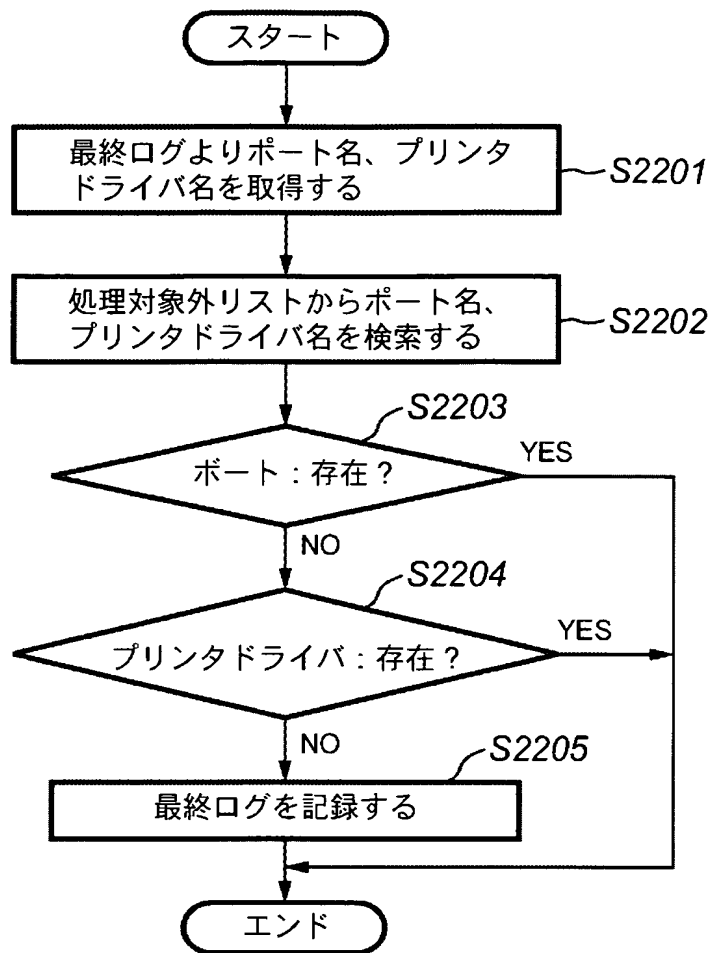 スタート
最終ログよりポート名、プリンタ
ドライバ名を取得する
S2201
処理対象外リストからポート名、
プリンタドライバ名を検索する
S2202
S2203
ボート：存在？
YES
NO
S2204
プリンタドライバ：存在？
YES
NO
S2205
最終ログを記録する
エンド